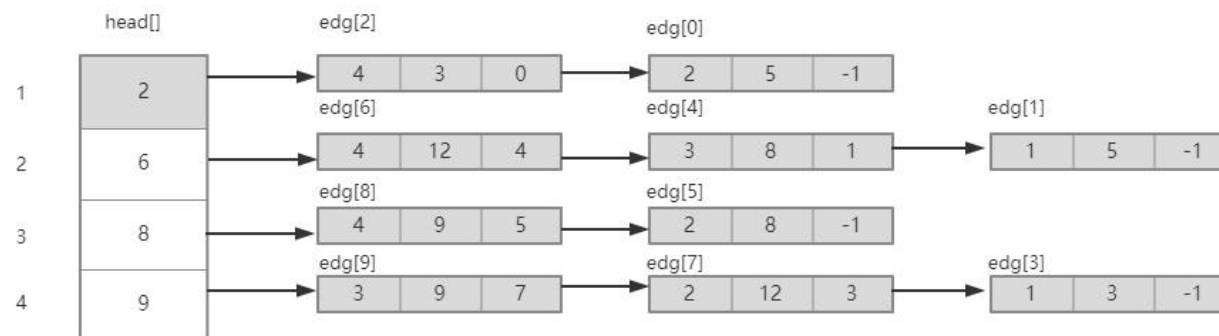 head[] edg[2] edg[0]
1 2 4 3 0 2 5 -1
edg[6] edg[4] edg[1]
2 6 4 12 4 3 8 1 1 5 -1
edg[8] edg[5]
3 8 4 9 5 2 8 -1
edg[9] edg[7] edg[3]
4 9 3 9 7 2 12 3 1 3 -1